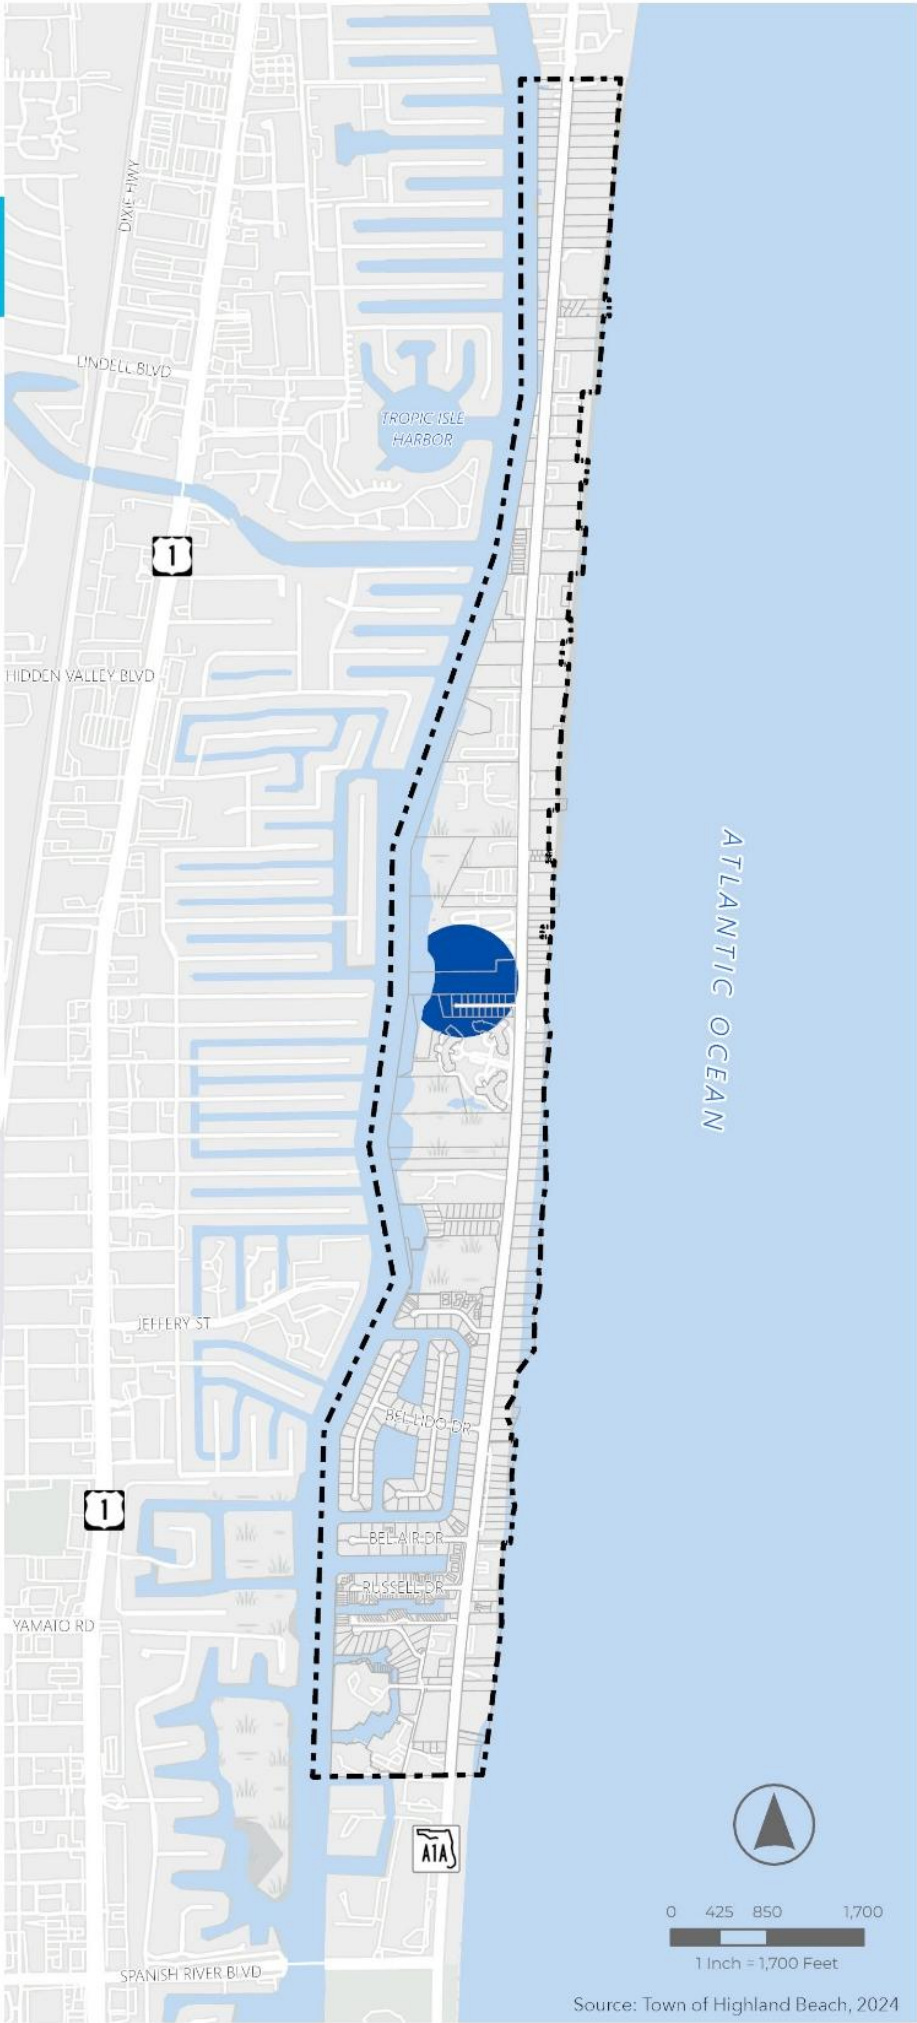 DIXIE HWY
LINDELL BLVD
TROPIC ISLE
HARBOR
1
HIDDEN VALLEY BLVD
ATLANTIC OCEAN
JEFFERY ST
BEL LIDO DR
1
BEL AIR DR
RUSSELL DR
YAMATO RD
A1A
0 425 850 1,700
1 Inch = 1,700 Feet
SPANISH RIVER BLVD
Source: Town of Highland Beach, 2024